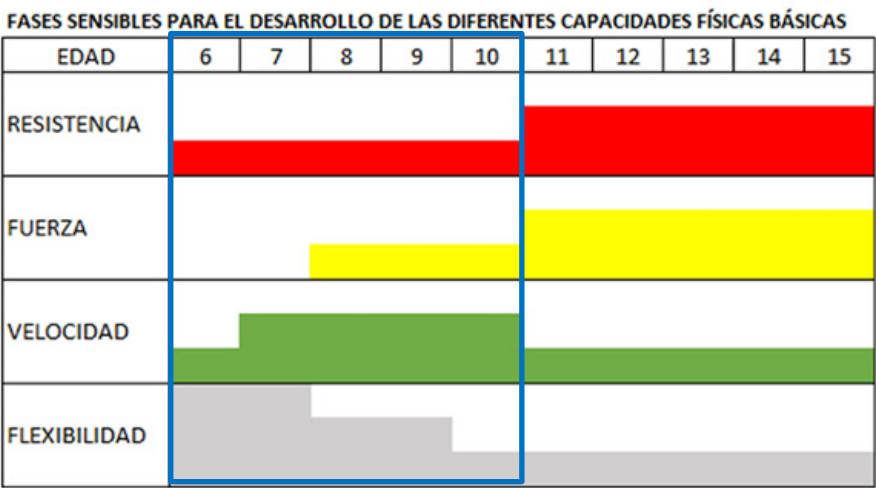 FASES SENSIBLES PARA EL DESARROLLO DE LAS DIFERENTES CAPACIDADES FÍSICAS BÁSICAS
EDAD 6 7 8 9 10 11 12 13 14 15
RESISTENCIA
FUERZA
VELOCIDAD
FLEXIBILIDAD